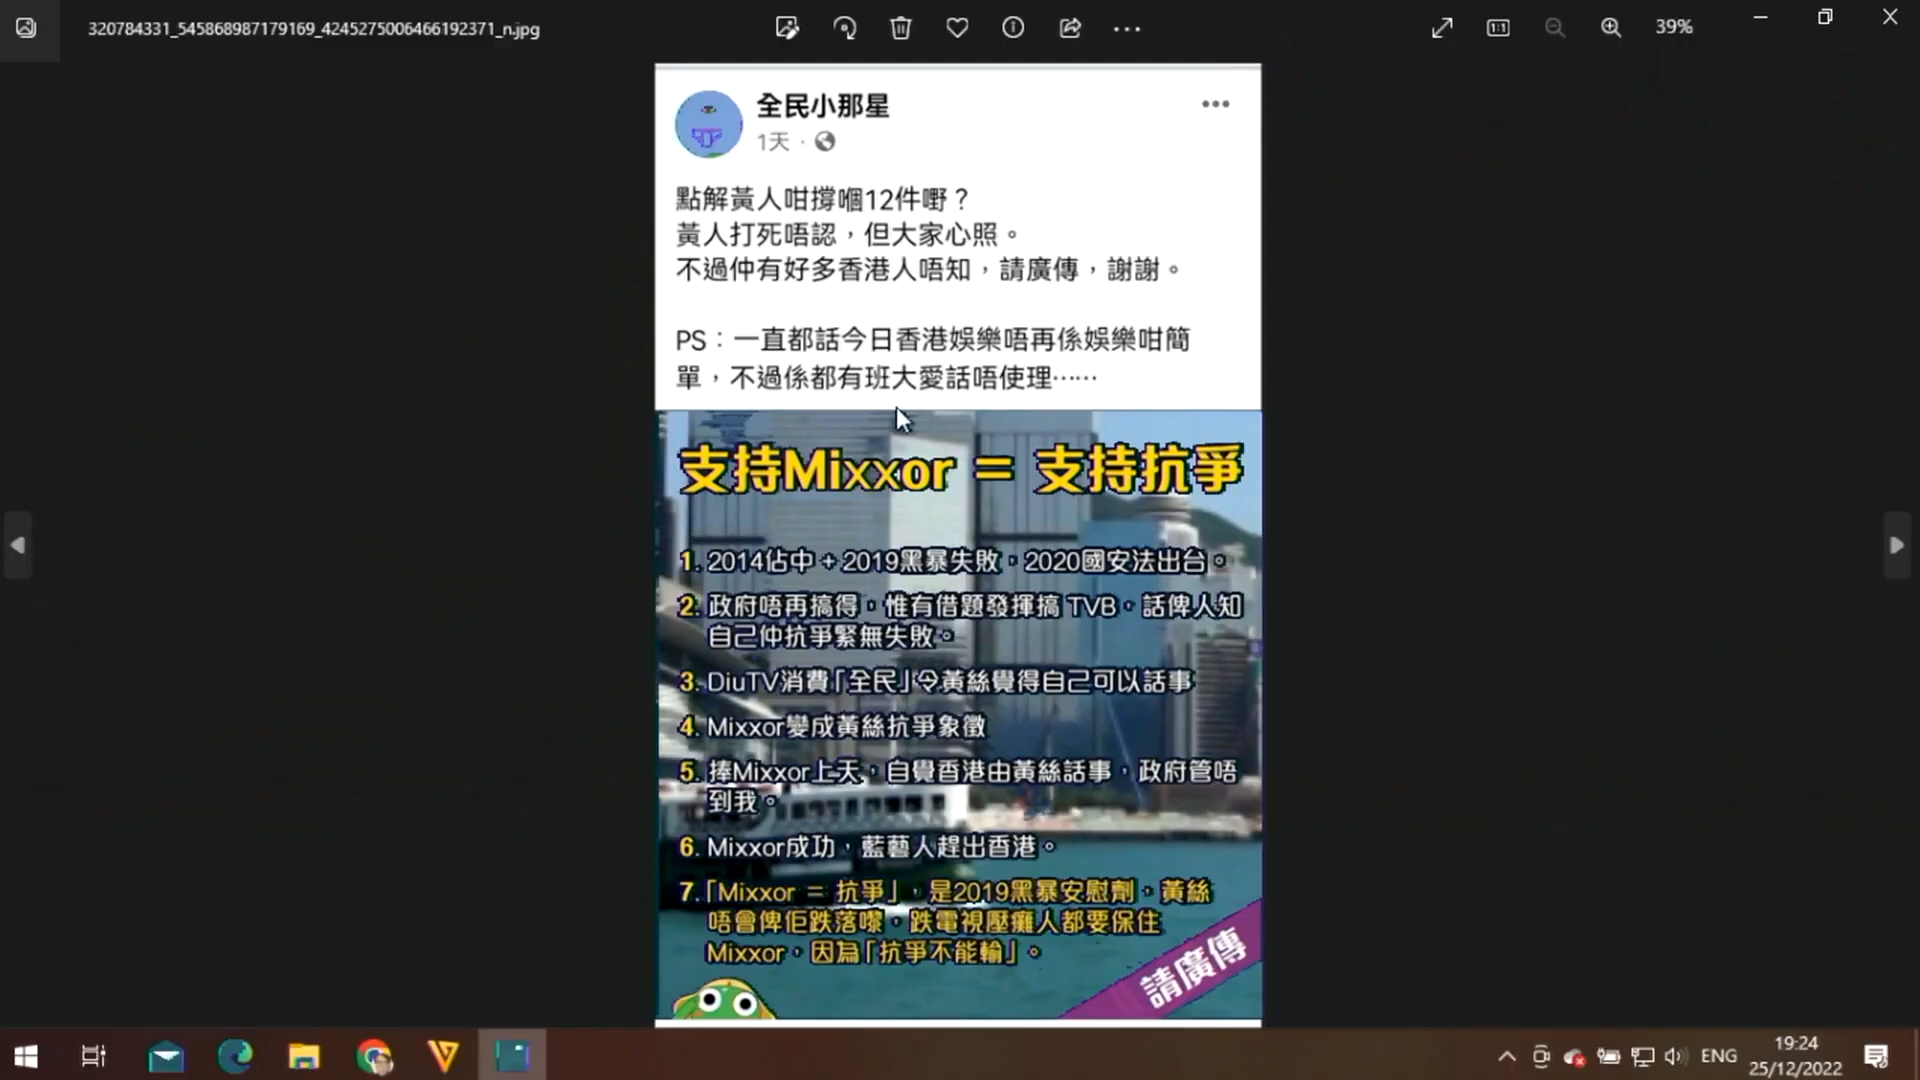 320784331_545868987179169_4245275006466192371_n.jpg
39%
全民小那星
1天 ·
點解黃人咁撐嗰12件嘢？
黃人打死唔認，但大家心照。
不過仲有好多香港人唔知，請廣傳，謝謝。
PS：一直都話今日香港娛樂唔再係娛樂咁簡
單，不過係都有班大愛話唔使理⋯⋯
支持Mixxor = 支持抗爭
1. 2014佔中+2019黑暴失敗，2020國安法出台。
2. 政府唔再搞得，惟有借題發揮搞 TVB，話俾人知
自己仲抗爭緊無失敗。
3. DiuTV消費「全民」令黃絲覺得自己可以話事
4. Mixxor變成黃絲抗爭象徵
5. 捧Mixxor上天，自覺香港由黃絲話事，政府管唔
到我。
6. Mixxor成功，藍藝人趕出香港。
7.「Mixxor = 抗爭」，是2019黑暴安慰劑，黃絲
唔會俾佢跌落嚟，跌電視壓癱人都要保住
Mixxor，因為「抗爭不能輸」。
請廣傳
ENG
19:24
25/12/2022